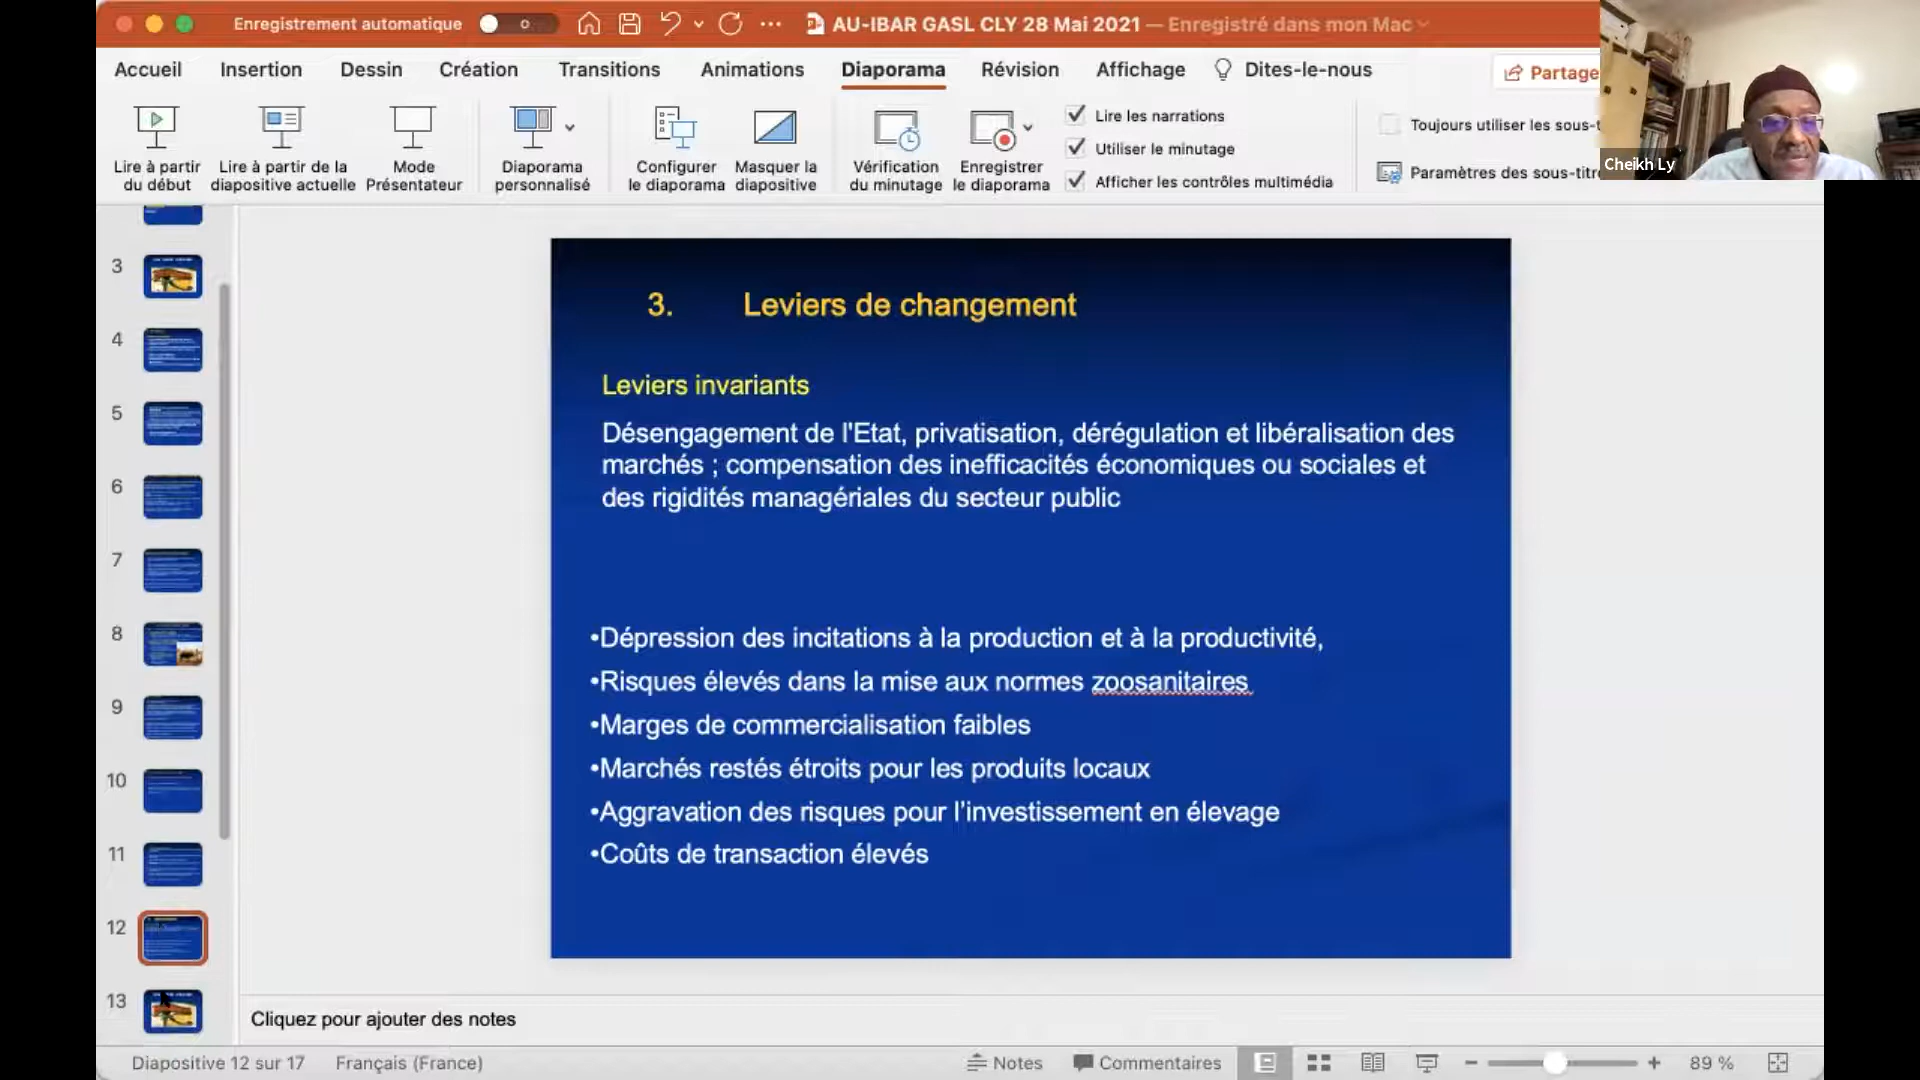 Enregistrement automatique
AU-IBAR GASL CLY 28 Mai 2021 — Enregistré dans mon Mac
Accueil Insertion Dessin Création Transitions Animations Diaporama Révision Affichage Dites-le-nous Partage
Lire à partir du début
Lire à partir de la diapositive actuelle
Mode Présentateur
Diaporama personnalisé
Configurer le diaporama
Masquer la diapositive
Vérification du minutage
Enregistrer le diaporama
Lire les narrations
Utiliser le minutage
Afficher les contrôles multimédia
Toujours utiliser les sous-t
Paramètres des sous-titre
Cheikh Ly
3
4
5
6
7
8
9
10
11
12
13
3. Leviers de changement
Leviers invariants
Désengagement de l'Etat, privatisation, dérégulation et libéralisation des
marchés ; compensation des inefficacités économiques ou sociales et
des rigidités managériales du secteur public
•Dépression des incitations à la production et à la productivité,
•Risques élevés dans la mise aux normes zoosanitaires
•Marges de commercialisation faibles
•Marchés restés étroits pour les produits locaux
•Aggravation des risques pour l’investissement en élevage
•Coûts de transaction élevés
Cliquez pour ajouter des notes
Diapositive 12 sur 17 Français (France) Notes Commentaires 89 %